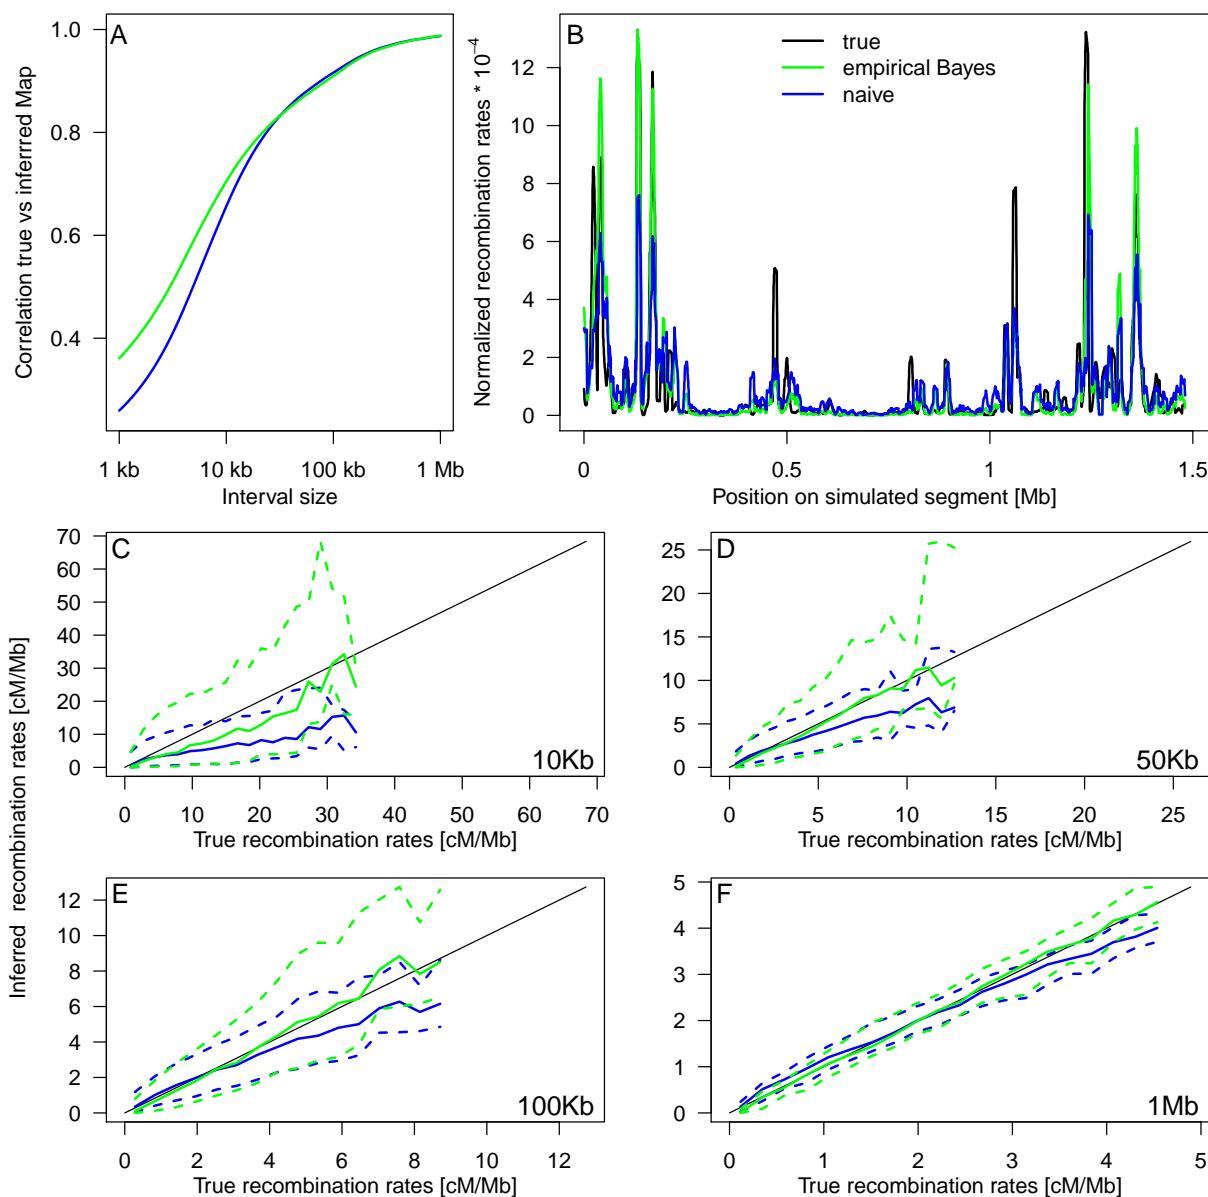 A
Correlation true vs inferrred Map
1.0
0.8
0.6
0.4
1 kb
10 kb
100 kb
1 Mb
Interval size
B
Normalized recombination rates * 10^−4
true
empirical Bayes
naive
12
10
8
6
4
2
0
0
0.5
1
1.5
Position on simulated segment [Mb]
Inferred recombination rates [cM/Mb]
C
70
60
50
40
30
20
10
0
10Kb
0
10
20
30
40
50
60
70
True recombination rates [cM/Mb]
D
25
20
15
10
5
0
50Kb
0
5
10
15
20
25
True recombination rates [cM/Mb]
E
12
10
8
6
4
2
0
100Kb
0
2
4
6
8
10
12
True recombination rates [cM/Mb]
F
5
4
3
2
1
0
1Mb
0
1
2
3
4
5
True recombination rates [cM/Mb]